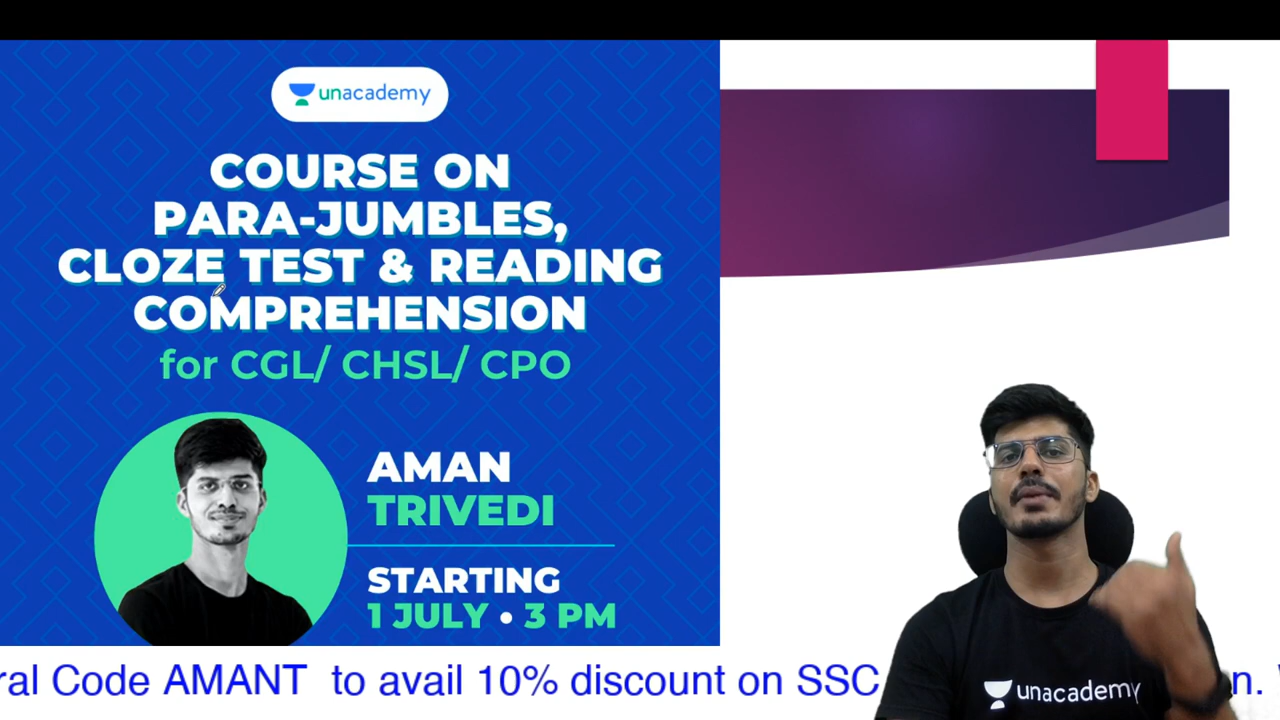 unacademy
COURSE ON
PARA-JUMBLES,
CLOZE TEST & READING
COMPREHENSION
for CGL/ CHSL/ CPO
AMAN
TRIVEDI
STARTING
1 JULY • 3 PM
Code AMANT to avail 10% discount on SSC
unacademy